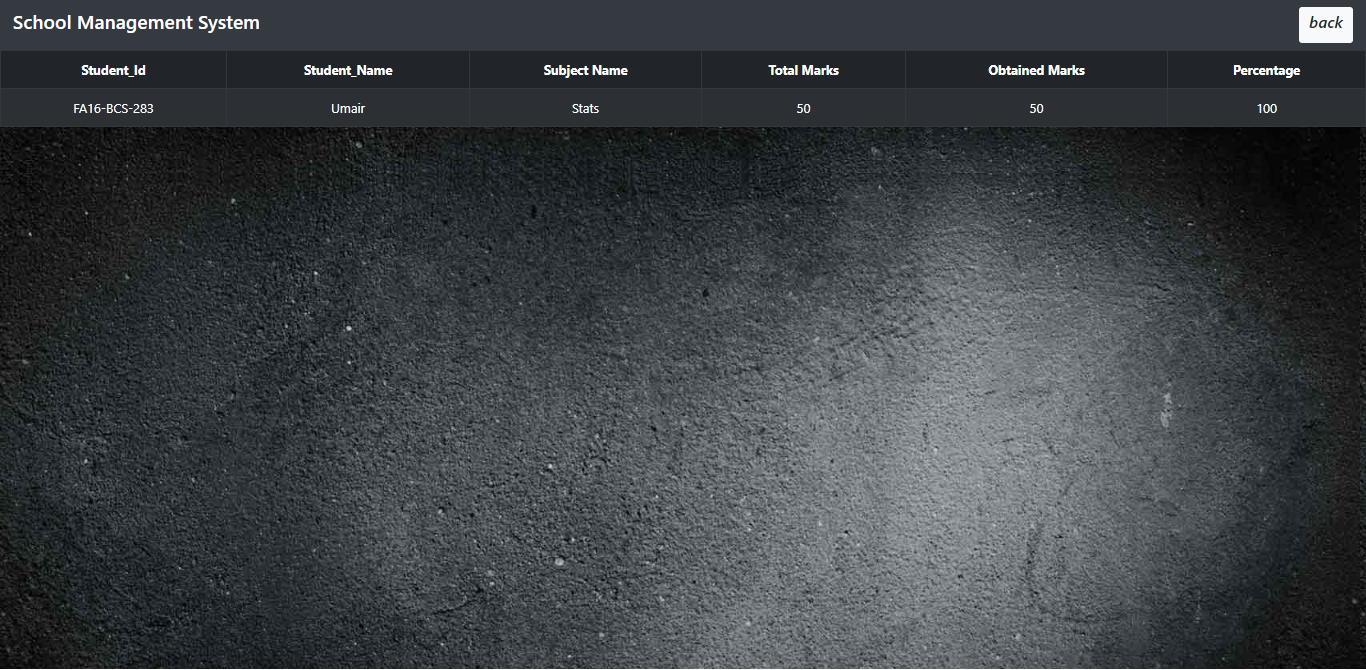 School Management System back
Student_Id Student_Name Subject Name Total Marks Obtained Marks Percentage
FA16-BCS-283 Umair Stats 50 50 100